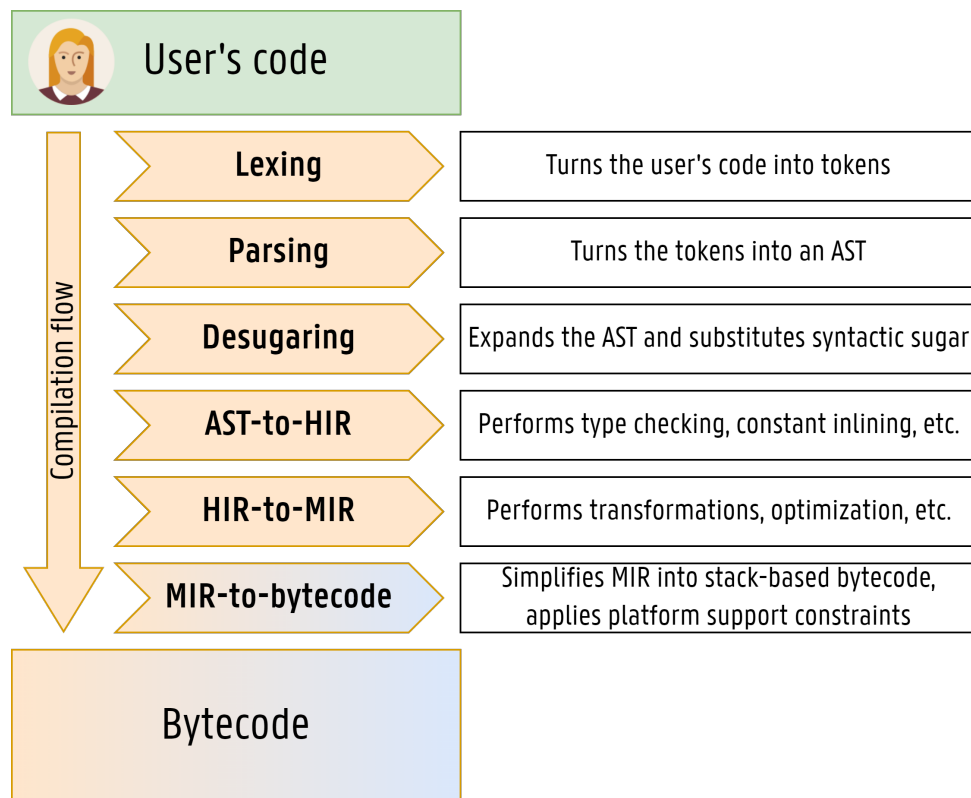 User's code
Compilation flow
Lexing
Turns the user's code into tokens
Parsing
Turns the tokens into an AST
Desugaring
Expands the AST and substitutes syntactic sugar
AST-to-HIR
Performs type checking, constant inlining, etc.
HIR-to-MIR
Performs transformations, optimization, etc.
MIR-to-bytecode
Simplifies MIR into stack-based bytecode,
applies platform support constraints
Bytecode